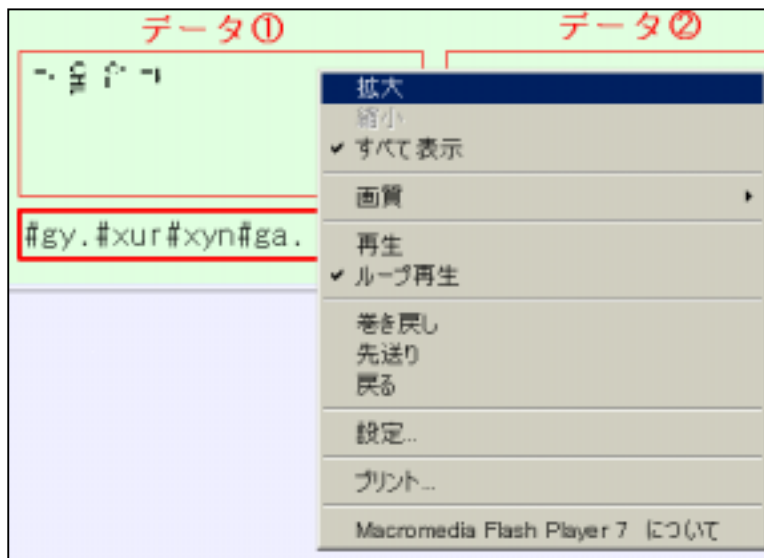 データ① データ②
#gy.#xur#xyn#ga.
拡大
縮小
すべて表示
画質
再生
ループ再生
巻き戻し
先送り
戻る
設定...
プリント...
Macromedia Flash Player 7 について